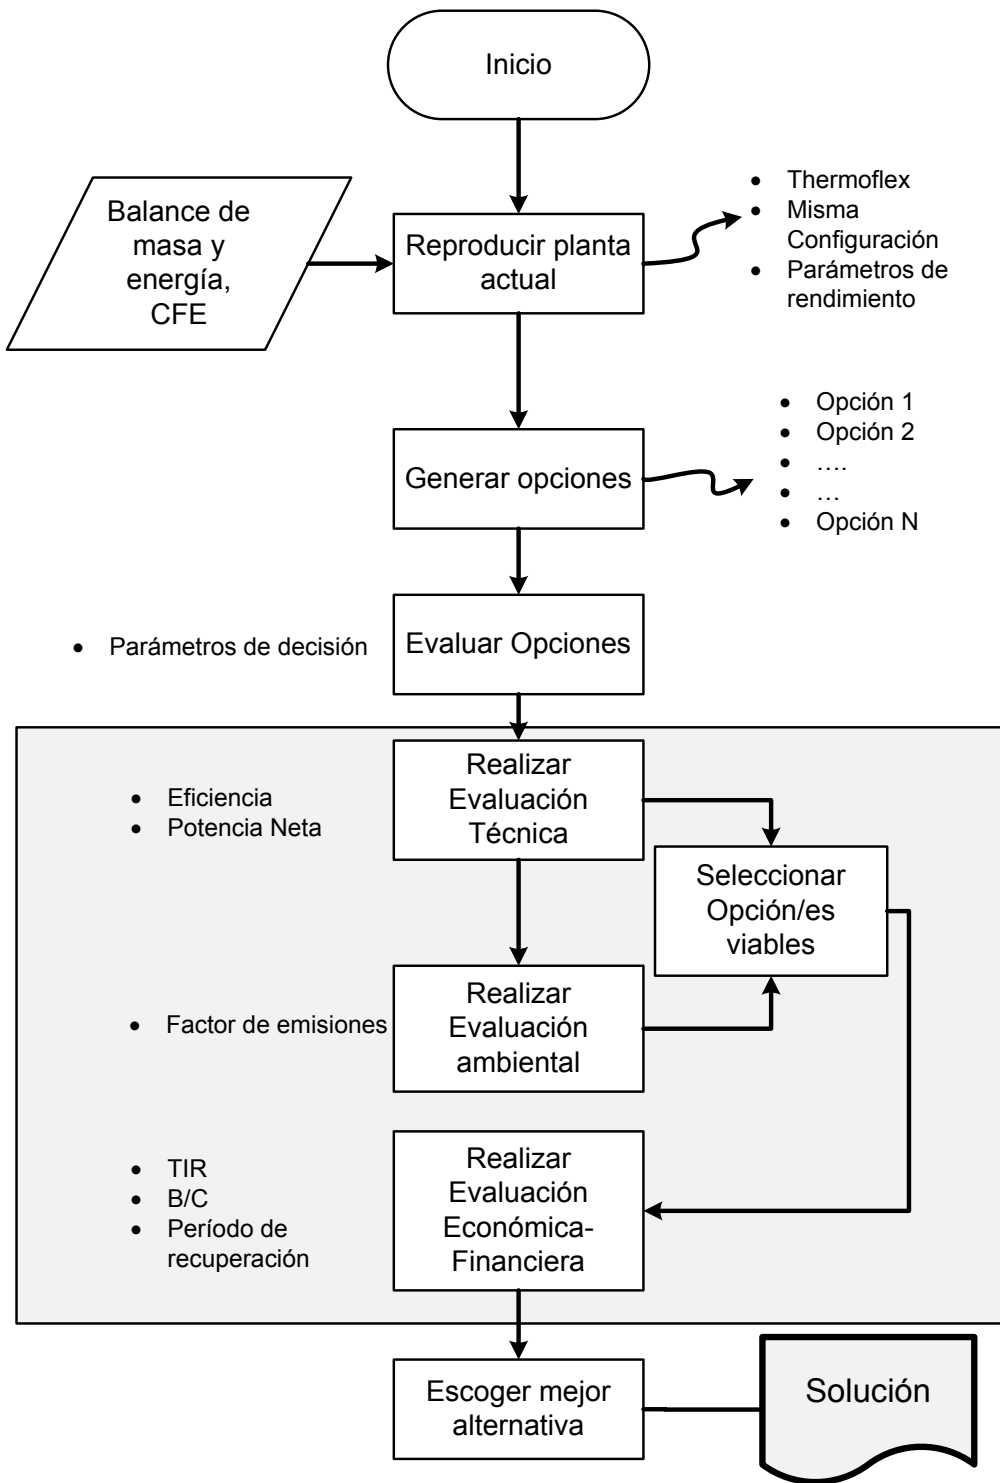 Inicio
Balance de
masa y
energía,
CFE
Reproducir planta
actual
• Thermoflex
• Misma
Configuración
• Parámetros de
rendimiento
Generar opciones
• Opción 1
• Opción 2
• ….
• …
• Opción N
• Parámetros de decisión
Evaluar Opciones
• Eficiencia
• Potencia Neta
Realizar
Evaluación
Técnica
Seleccionar
Opción/es
viables
• Factor de emisiones
Realizar
Evaluación
ambiental
• TIR
• B/C
• Período de
recuperación
Realizar
Evaluación
Económica-
Financiera
Escoger mejor
alternativa
Solución